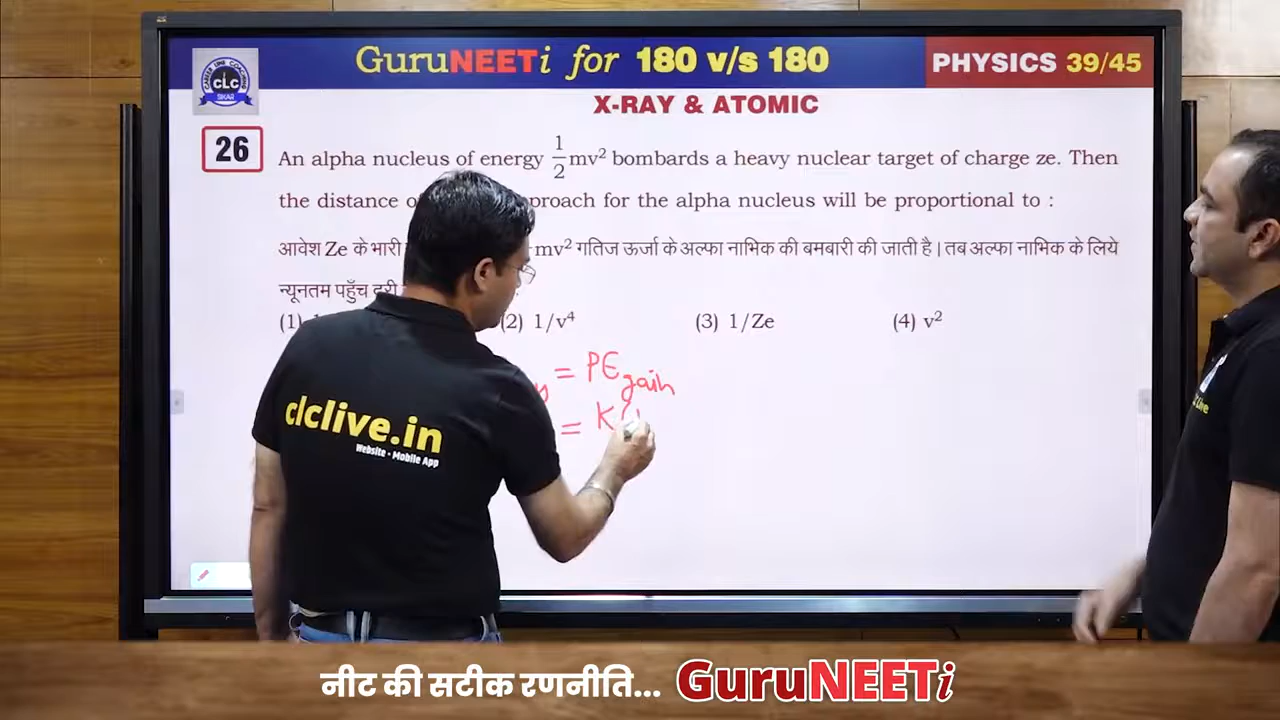 GuruNEETi for 180 v/s 180
PHYSICS 39/45
CLC
SIKAR
X-RAY & ATOMIC
26
An alpha nucleus of energy 1/2 mv² bombards a heavy nuclear target of charge ze. Then
the distance approach for the alpha nucleus will be proportional to :
आवेश Ze के भारी mv² गतिज ऊर्जा के अल्फा नाभिक की बमबारी की जाती है। तब अल्फा नाभिक के लिये
न्यूनतम पहुँच दूरी
(1) (2) 1/v⁴ (3) 1/Ze (4) v²
= PE gain
= K
clclive.in
Website • Mobile App
नीट की सटीक रणनीति... GuruNEETi